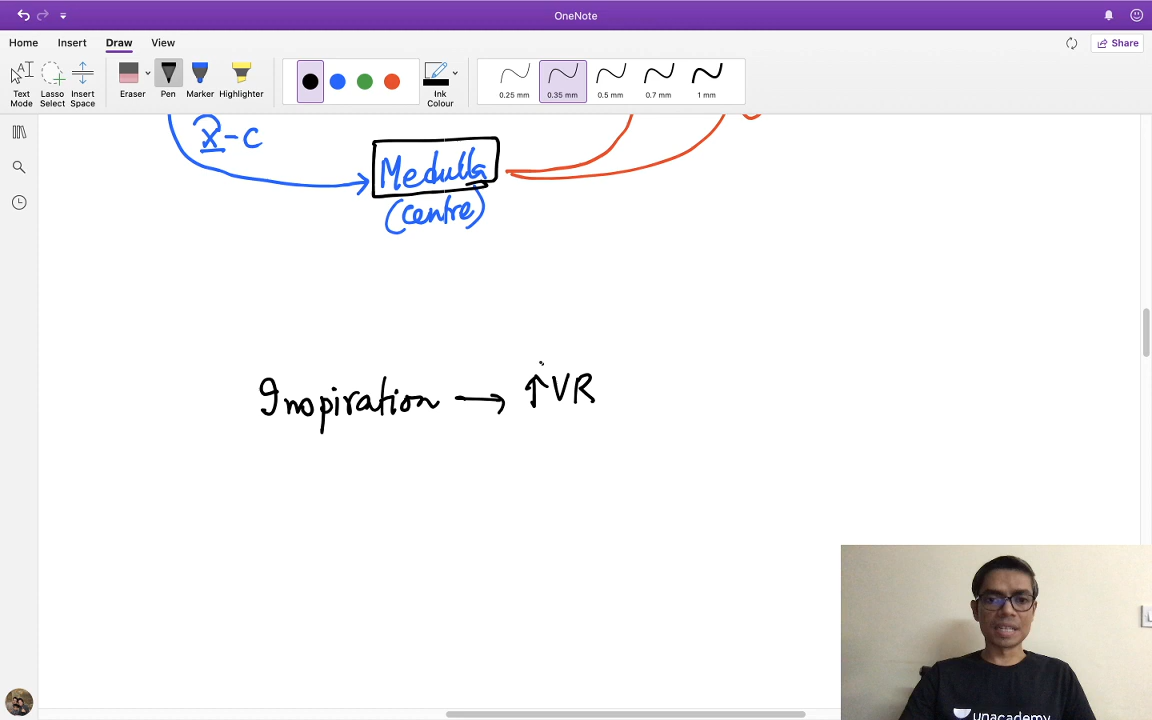 OneNote
Home Insert Draw View
Share
Text Mode
Lasso Select
Insert Space
Eraser
Pen
Marker
Highlighter
Ink Colour
0.25 mm
0.35 mm
0.5 mm
0.7 mm
1 mm
X-C
Medulla
(centre)
Inspiration → ↑VR
unacademy